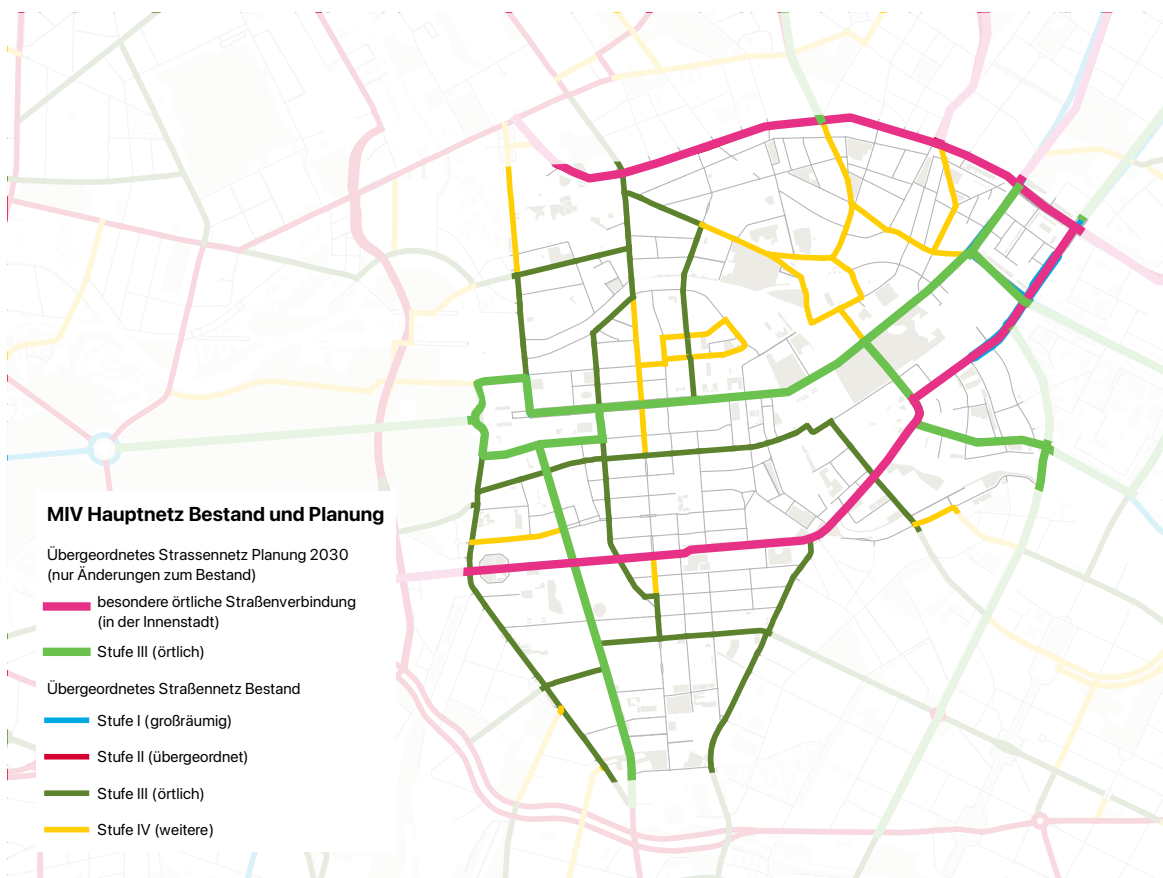 MIV Hauptnetz Bestand und Planung
Übergeordnetes Strassennetz Planung 2030
(nur Änderungen zum Bestand)
besondere örtliche Straßenverbindung
(in der Innenstadt)
Stufe III (örtlich)
Übergeordnetes Straßennetz Bestand
Stufe I (großräumig)
Stufe II (übergeordnet)
Stufe III (örtlich)
Stufe IV (weitere)